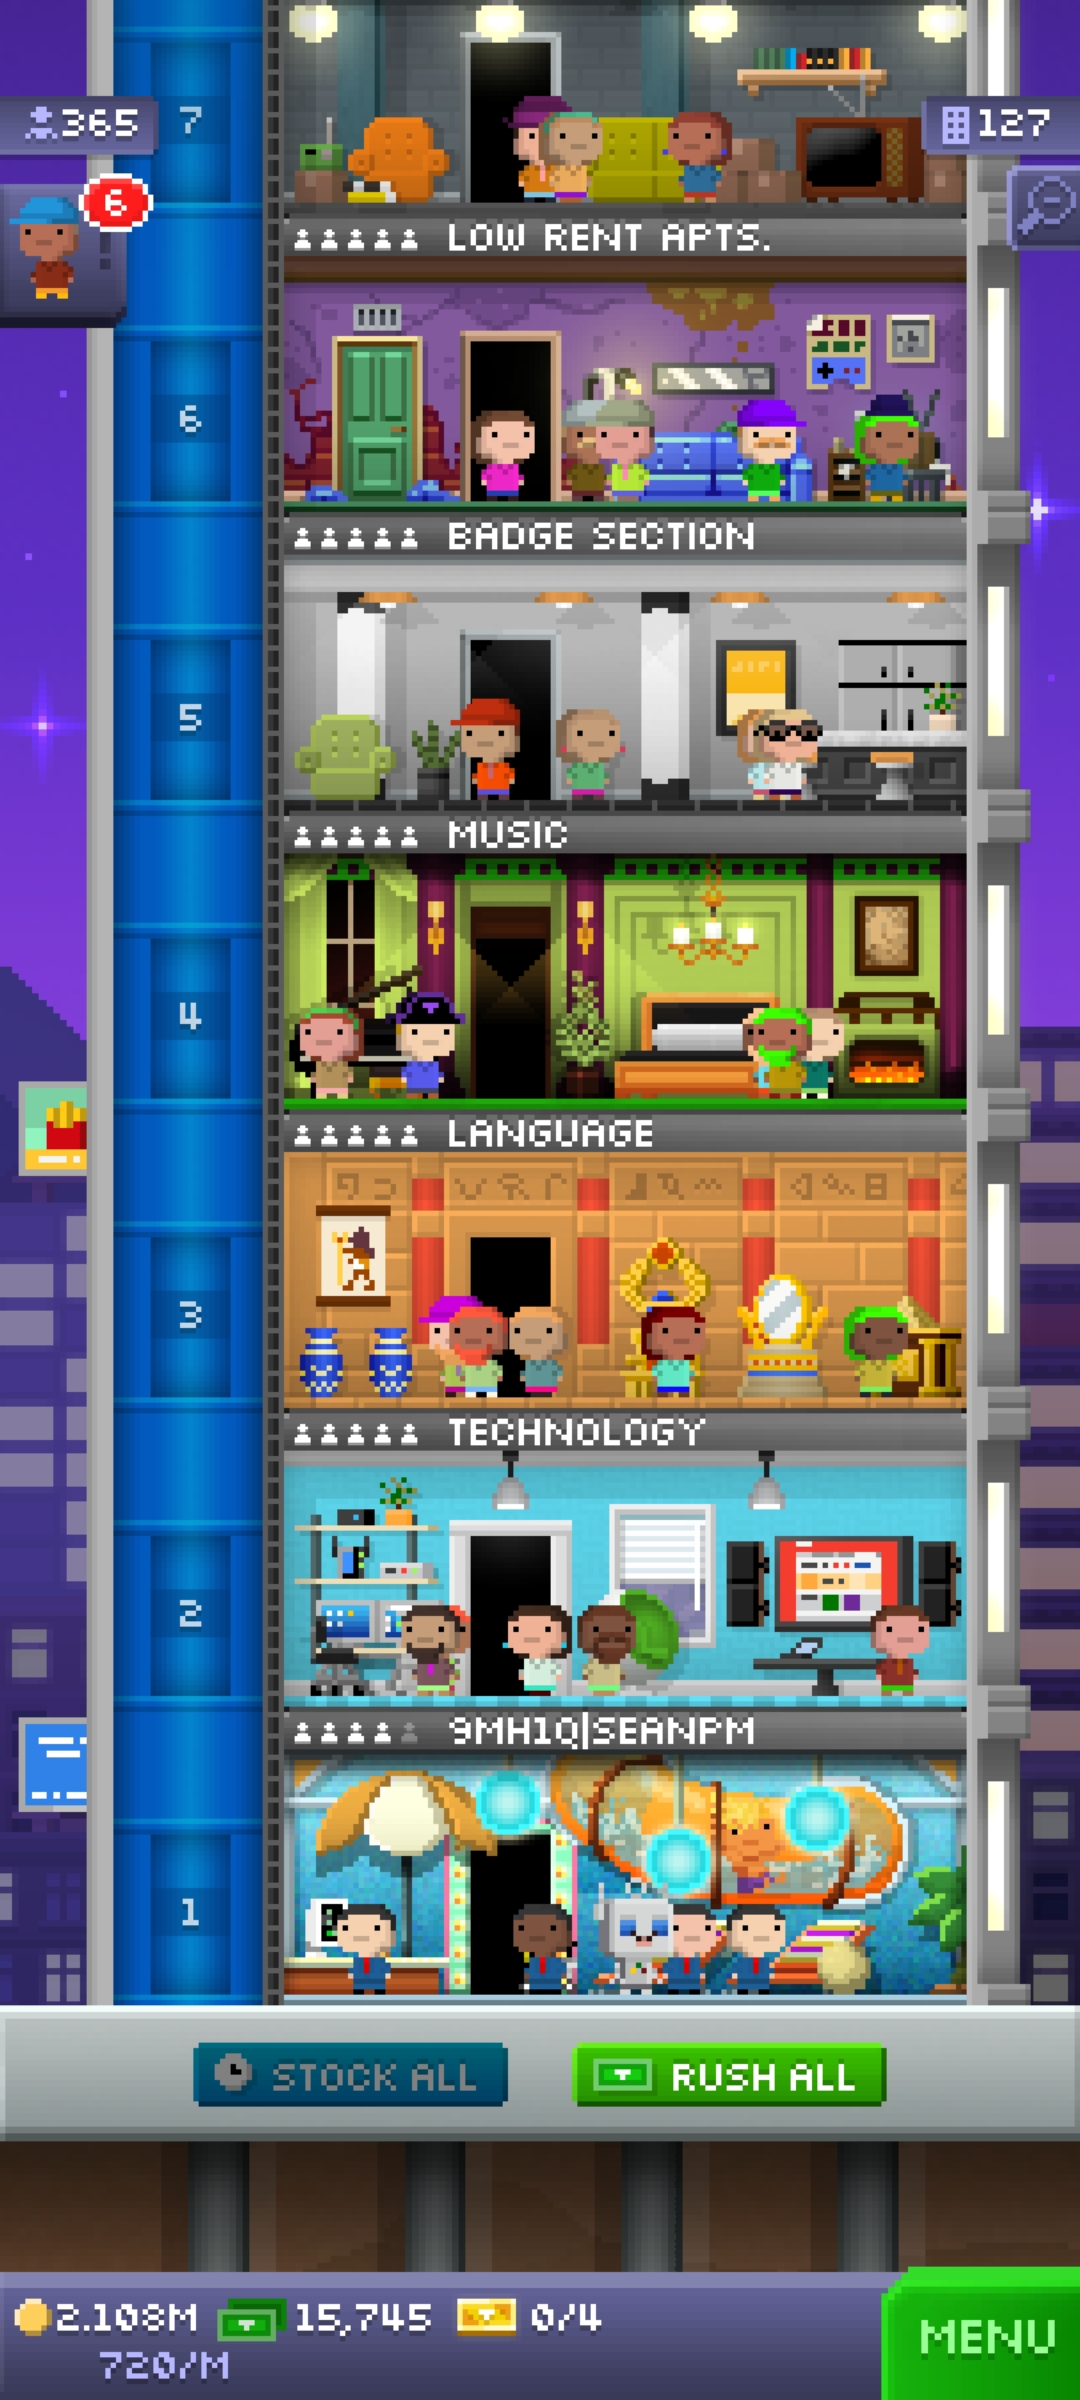 7
365
127
6
LOW RENT APTS.
6
BADGE SECTION
5
MUSIC
4
LANGUAGE
3
TECHNOLOGY
2
9MH1Q|SEANPM
1
STOCK ALL
RUSH ALL
2.108M
15,745
0/4
720/M
MENU